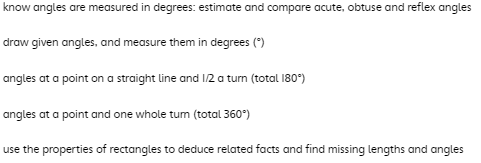 know angles are measured in degrees: estimate and compare acute, obtuse and reflex angles
draw given angles, and measure them in degrees (°)
angles at a point on a straight line and 1/2 a turn (total 180°)
angles at a point and one whole turn (total 360°)
use the properties of rectangles to deduce related facts and find missing lengths and angles